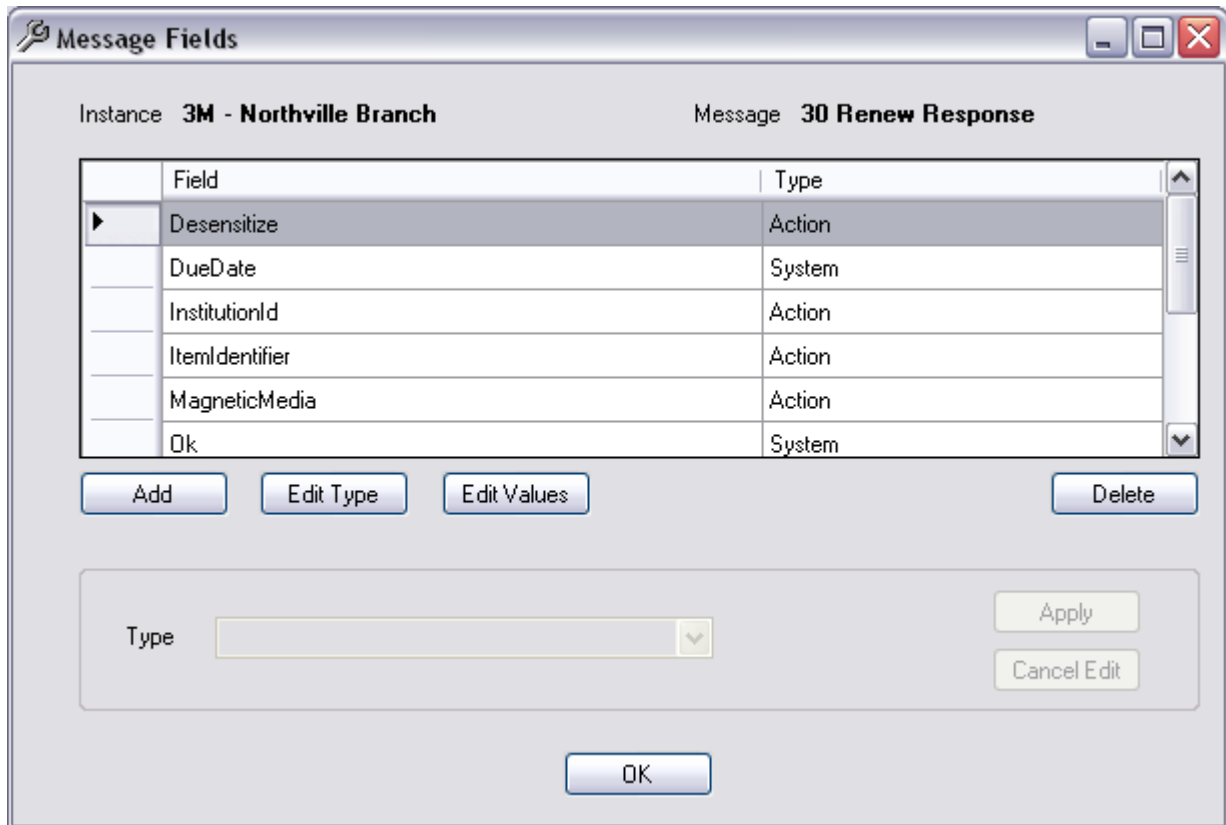 Message Fields
Instance 3M - Northville Branch Message 30 Renew Response
Field Type
Desensitize Action
DueDate System
InstitutionId Action
ItemIdentifier Action
MagneticMedia Action
Ok System
Add Edit Type Edit Values Delete
Type Apply
Cancel Edit
OK